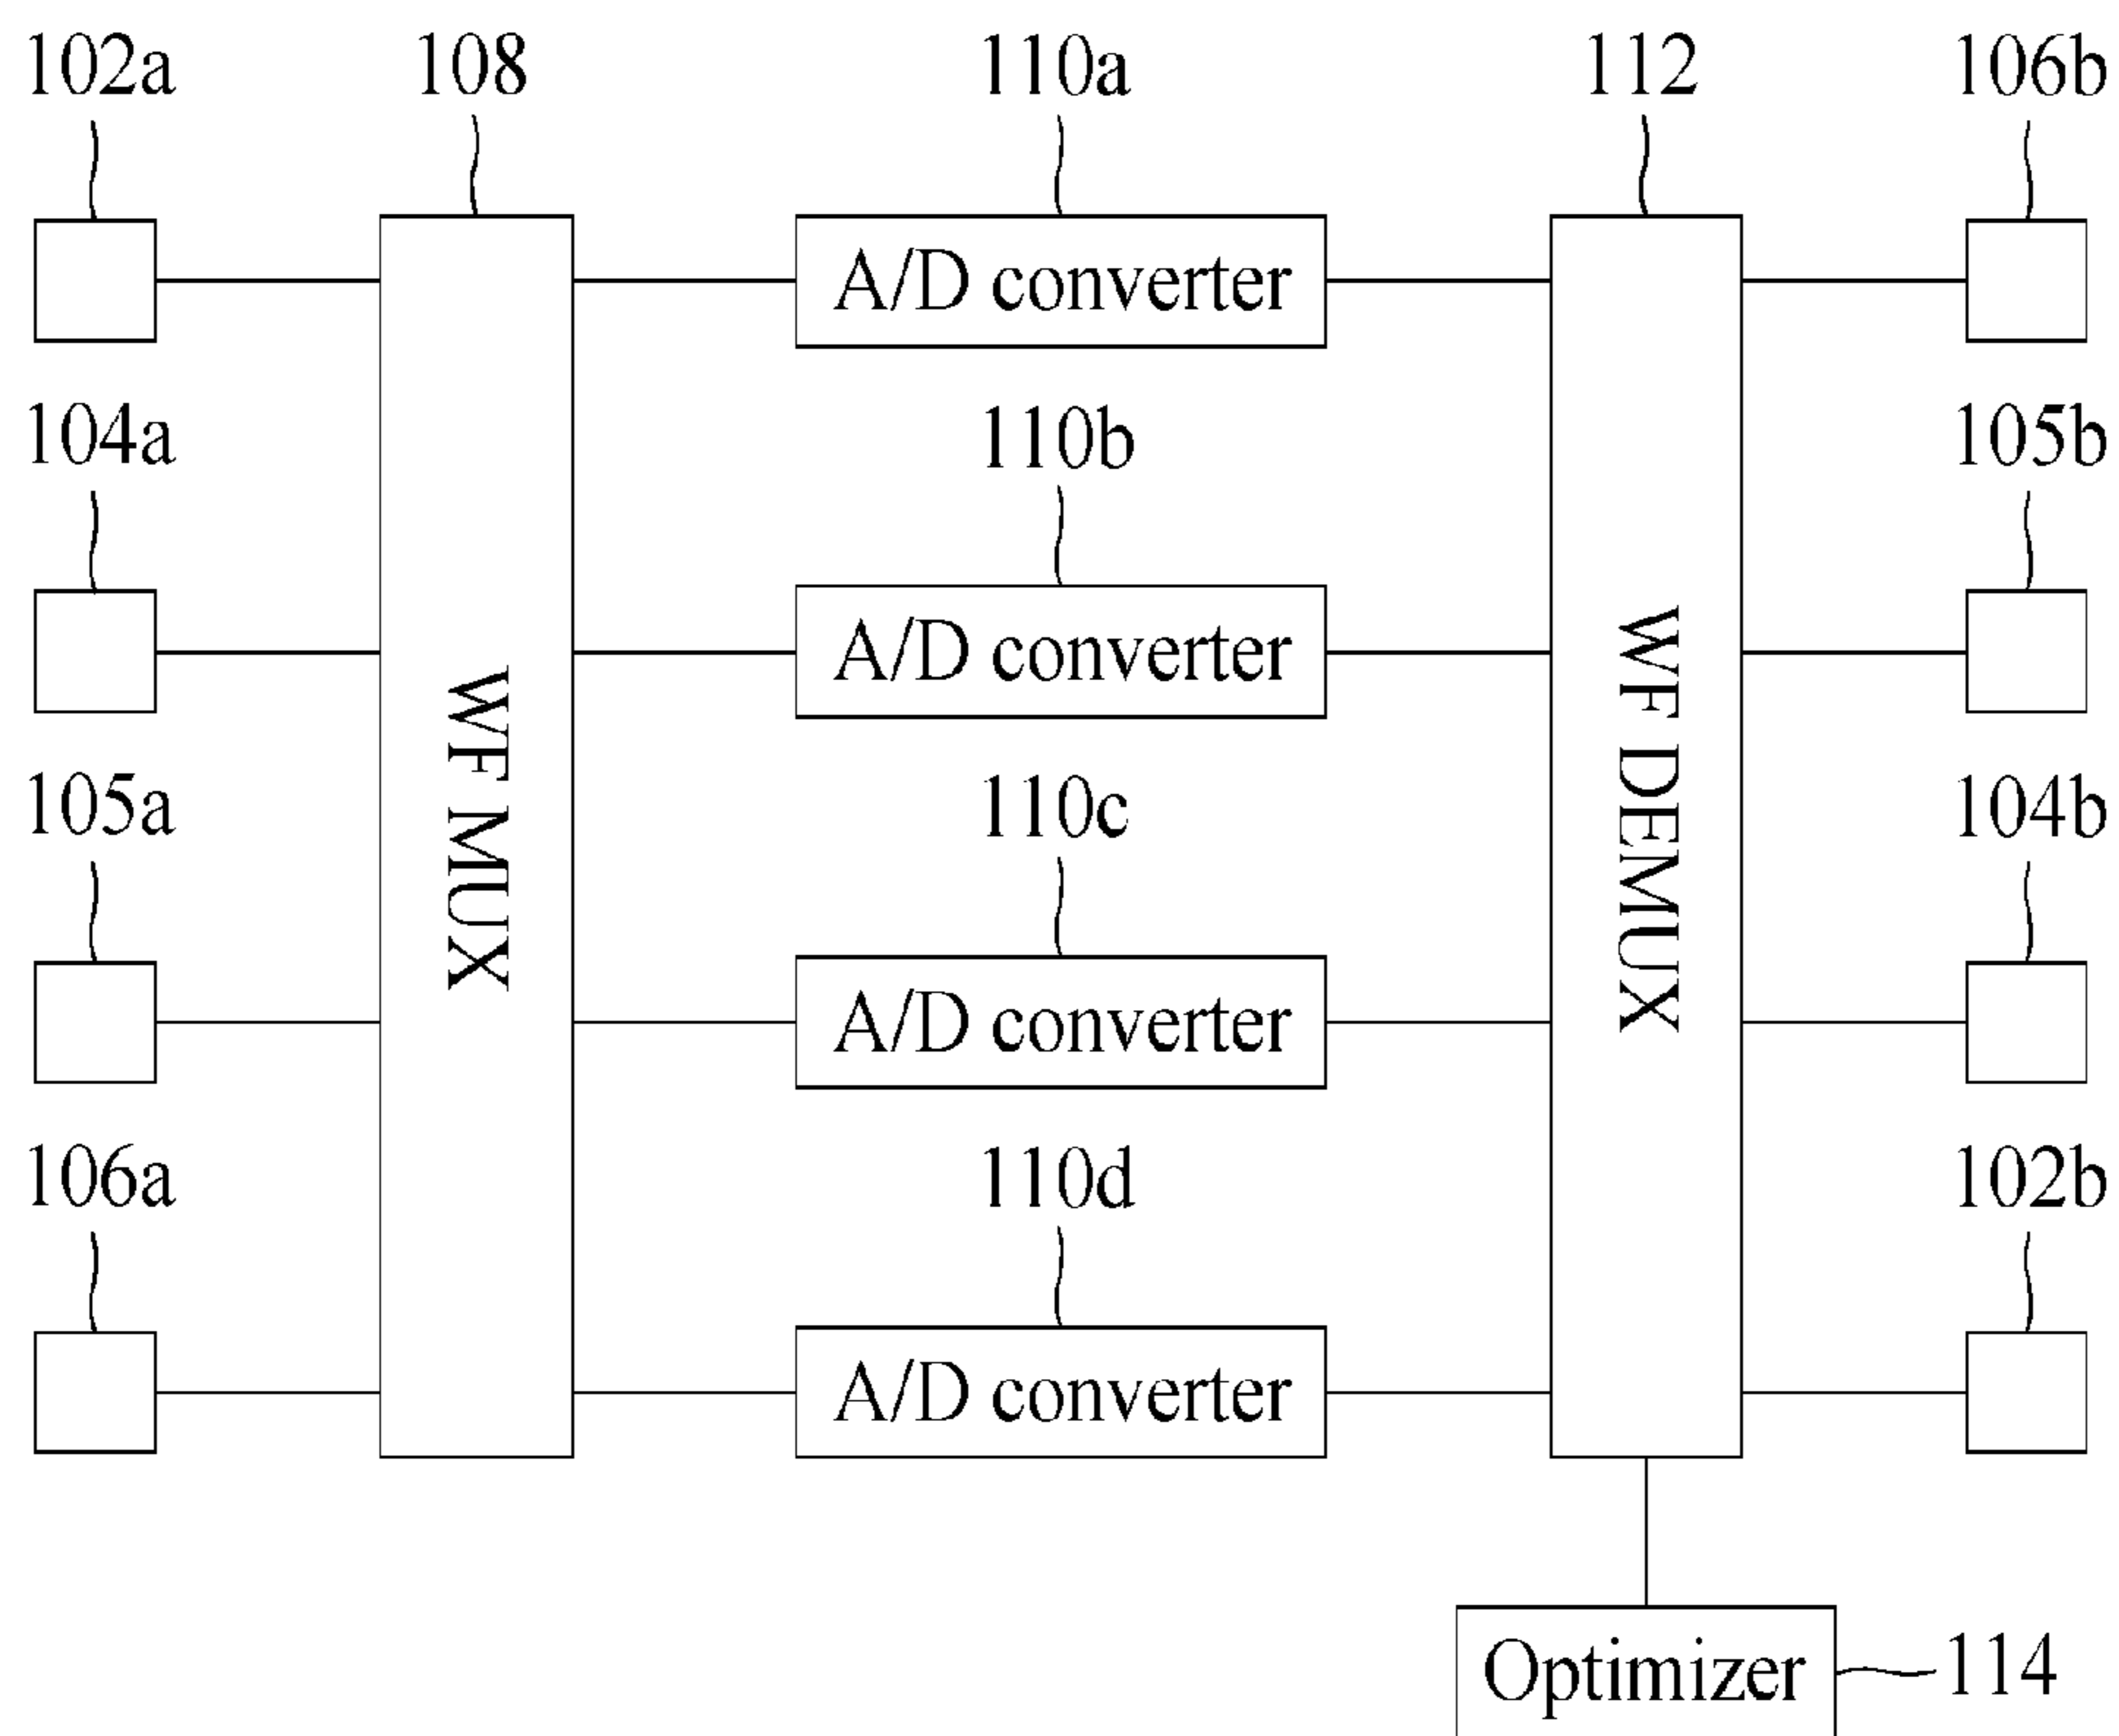 102a
108
110a
112
106b
A/D converter
104a
110b
105b
A/D converter
WF MUX
WF DEMUX
105a
110c
104b
A/D converter
106a
110d
102b
A/D converter
Optimizer
114